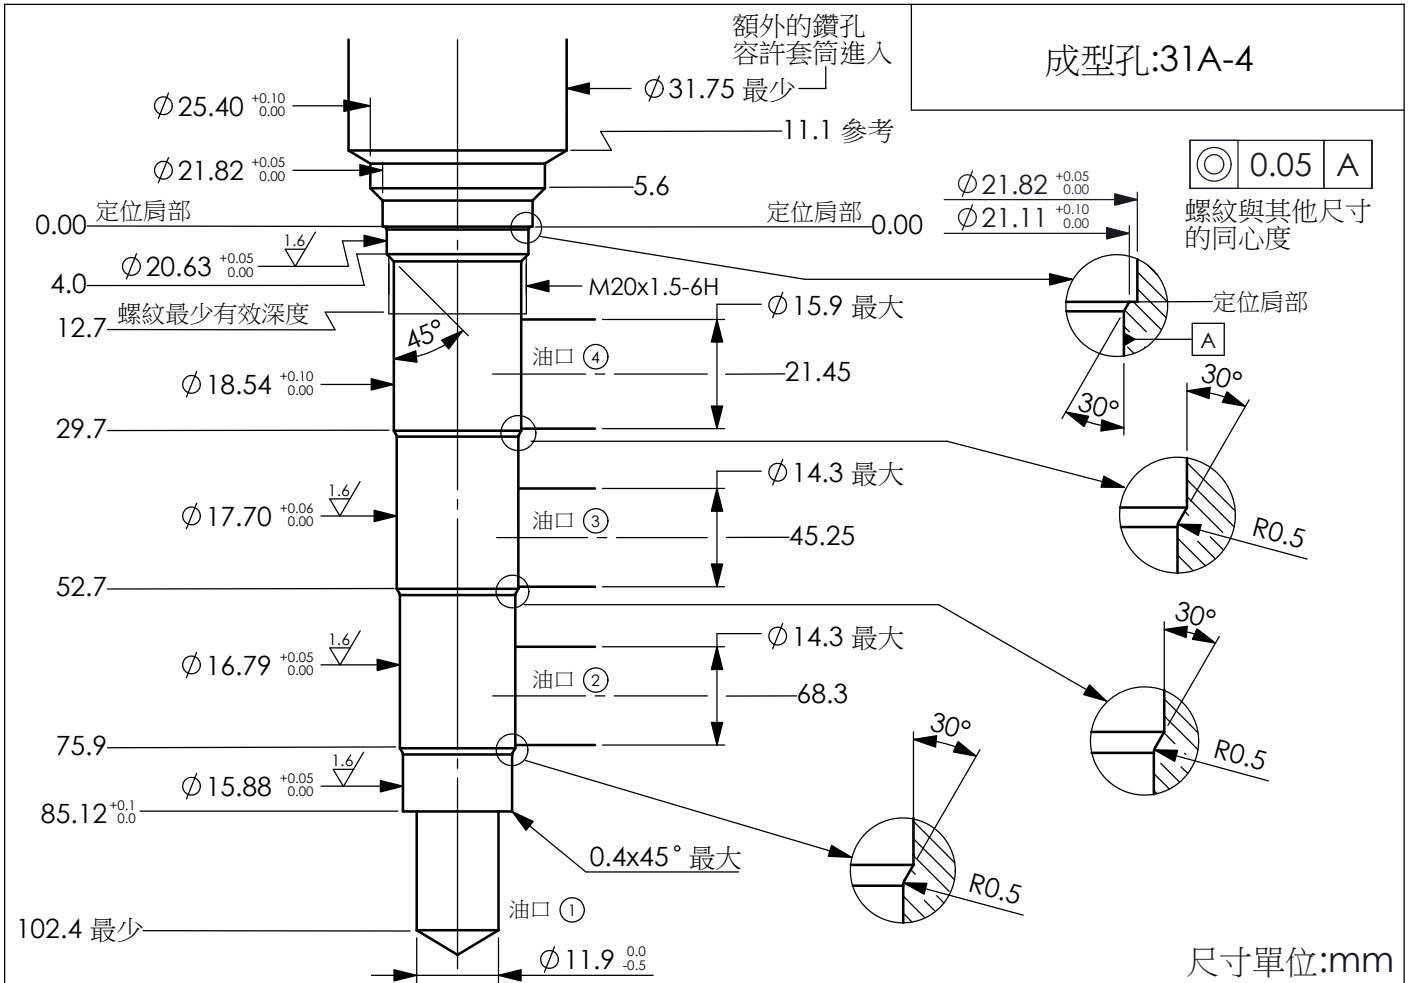 額外的鑽孔
容許套筒進入
成型孔:31A-4
⌀31.75 最少
⌀25.40 +0.10 0.00
11.1 參考
◎ 0.05 A
螺紋與其他尺寸
的同心度
⌀21.82 +0.05 0.00
5.6
⌀21.82 +0.05 0.00
⌀21.11 +0.10 0.00
0.00 定位肩部
定位肩部 0.00
1.6
⌀20.63 +0.05 0.00
4.0
M20x1.5-6H
12.7 螺紋最少有效深度
⌀15.9 最大
定位肩部
A
45°
油口 ④
21.45
⌀18.54 +0.10 0.00
30°
30°
29.7
⌀14.3 最大
1.6
⌀17.70 +0.06 0.00
油口 ③
45.25
R0.5
52.7
30°
⌀14.3 最大
1.6
⌀16.79 +0.05 0.00
油口 ②
68.3
30°
75.9
R0.5
1.6
⌀15.88 +0.05 0.00
85.12 +0.1 0.0
0.4x45° 最大
R0.5
油口 ①
102.4 最少
⌀11.9 0.0 -0.5
尺寸單位:mm